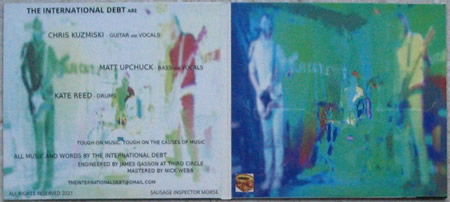 THE INTERNATIONAL DEBT ARE
CHRIS KUZMISKI - GUITAR AND VOCALS
MATT UPCHUCK - BASS AND VOCALS
KATE REED - DRUMS
TOUGH ON MUSIC, TOUGH ON THE CAUSES OF MUSIC
ALL MUSIC AND WORDS BY THE INTERNATIONAL DEBT
ENGINEERED BY JAMES GASSON AT THIRD CIRCLE
MASTERED BY NICK WEBB
THEINTERNATIONALDEBT@GMAIL.COM
ALL RIGHTS RESERVED 2021 SAUSAGE INSPECTOR MORSE